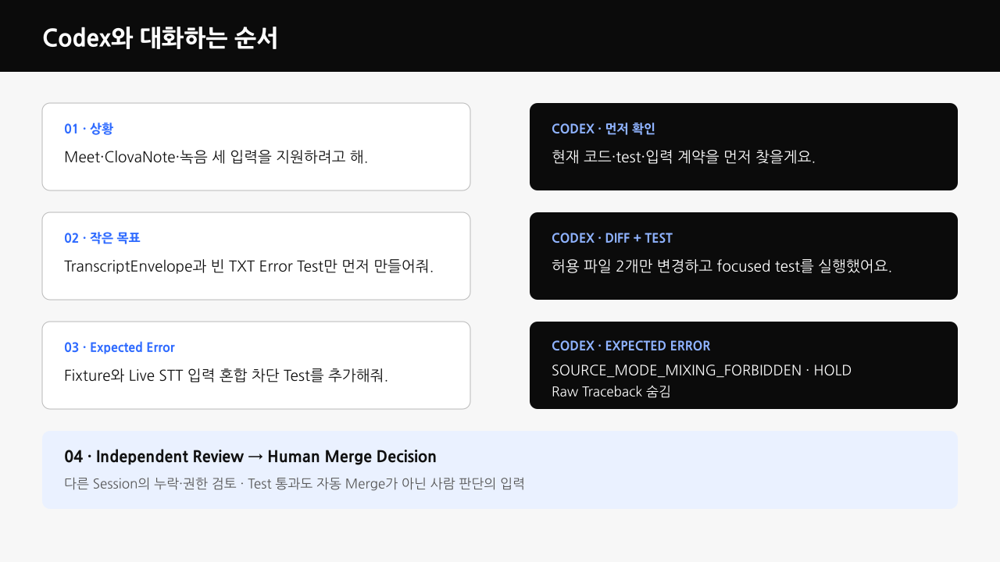 Codex와 대화하는 순서
01 · 상황
Meet·ClovaNote·녹음 세 입력을 지원하려고 해.
CODEX · 먼저 확인
현재 코드·test·입력 계약을 먼저 찾을게요.
02 · 작은 목표
TranscriptEnvelope과 빈 TXT Error Test만 먼저 만들어줘.
CODEX · DIFF + TEST
허용 파일 2개만 변경하고 focused test를 실행했어요.
03 · Expected Error
Fixture와 Live STT 입력 혼합 차단 Test를 추가해줘.
CODEX · EXPECTED ERROR
SOURCE_MODE_MIXING_FORBIDDEN · HOLD
Raw Traceback 숨김
04 · Independent Review → Human Merge Decision
다른 Session의 누락·권한 검토 · Test 통과도 자동 Merge가 아닌 사람 판단의 입력